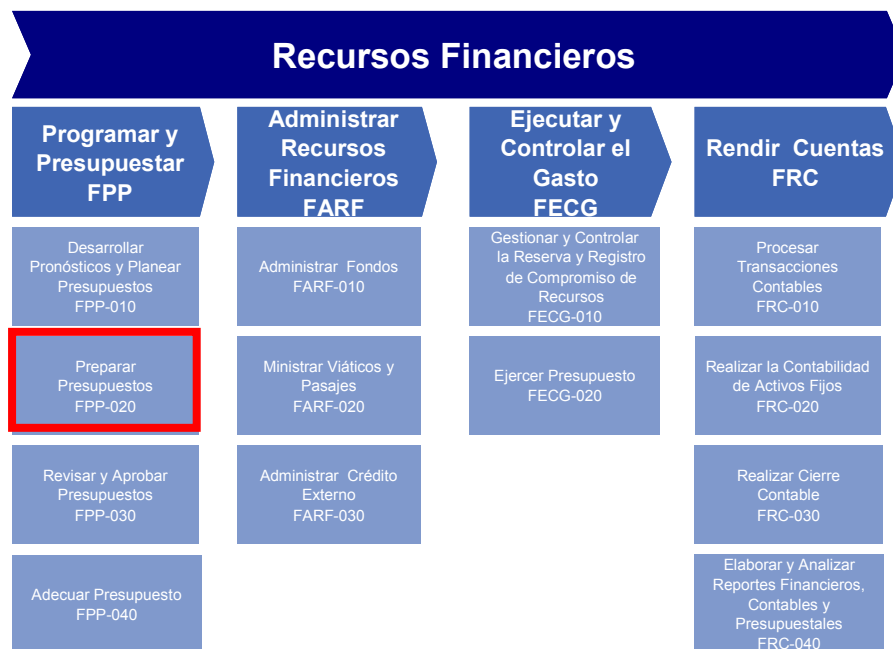 Recursos Financieros
Programar y
Presupuestar
FPP
Administrar
Recursos
Financieros
FARF
Ejecutar y
Controlar el
Gasto
FECG
Rendir Cuentas
FRC
Desarrollar
Pronósticos y Planear
Presupuestos
FPP-010
Administrar Fondos
FARF-010
Gestionar y Controlar
la Reserva y Registro
de Compromiso de
Recursos
FECG-010
Procesar
Transacciones
Contables
FRC-010
Preparar
Presupuestos
FPP-020
Ministrar Viáticos y
Pasajes
FARF-020
Ejercer Presupuesto
FECG-020
Realizar la Contabilidad
de Activos Fijos
FRC-020
Revisar y Aprobar
Presupuestos
FPP-030
Administrar Crédito
Externo
FARF-030
Realizar Cierre
Contable
FRC-030
Adecuar Presupuesto
FPP-040
Elaborar y Analizar
Reportes Financieros,
Contables y
Presupuestales
FRC-040